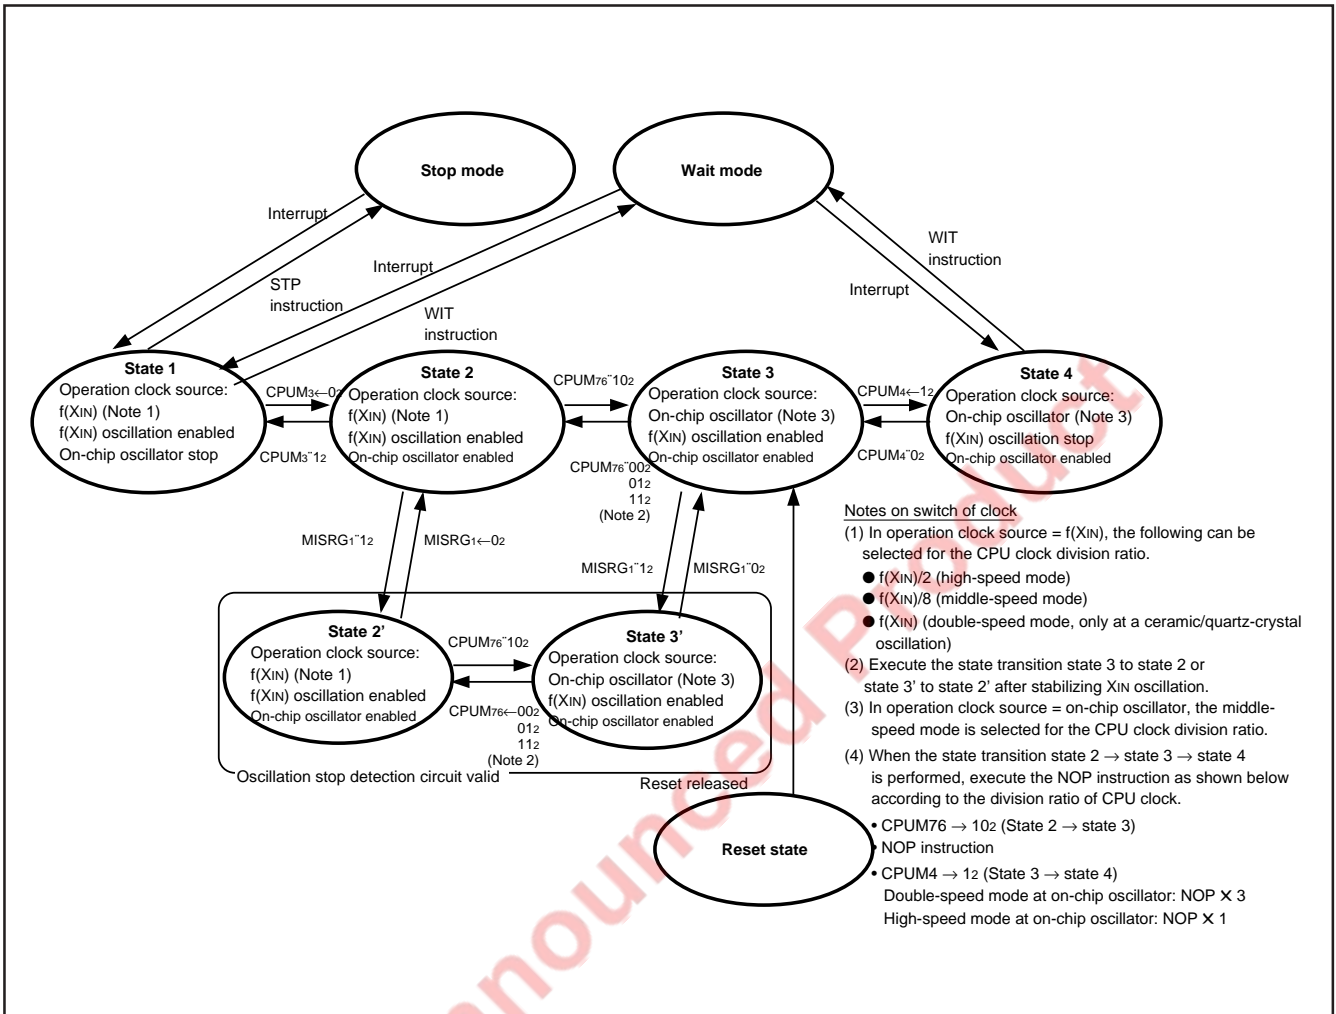 Stop mode
Wait mode
Interrupt
STP
instruction
Interrupt
WIT
instruction
WIT
instruction
Interrupt
State 1
Operation clock source:
f(XIN) (Note 1)
f(XIN) oscillation enabled
On-chip oscillator stop
CPUM3←02
CPUM3¨12
State 2
Operation clock source:
f(XIN) (Note 1)
f(XIN) oscillation enabled
On-chip oscillator enabled
CPUM76¨102
CPUM76¨002
012
112
(Note 2)
State 3
Operation clock source:
On-chip oscillator (Note 3)
f(XIN) oscillation enabled
On-chip oscillator enabled
CPUM4←12
CPUM4¨02
State 4
Operation clock source:
On-chip oscillator (Note 3)
f(XIN) oscillation stop
On-chip oscillator enabled
MISRG1¨12
MISRG1←02
MISRG1¨12
MISRG1¨02
State 2'
Operation clock source:
f(XIN) (Note 1)
f(XIN) oscillation enabled
On-chip oscillator enabled
CPUM76¨102
CPUM76←002
012
112
(Note 2)
State 3'
Operation clock source:
On-chip oscillator (Note 3)
f(XIN) oscillation enabled
On-chip oscillator enabled
Oscillation stop detection circuit valid
Reset released
Reset state
Notes on switch of clock
(1) In operation clock source = f(XIN), the following can be
selected for the CPU clock division ratio.
● f(XIN)/2 (high-speed mode)
● f(XIN)/8 (middle-speed mode)
● f(XIN) (double-speed mode, only at a ceramic/quartz-crystal
oscillation)
(2) Execute the state transition state 3 to state 2 or
state 3' to state 2' after stabilizing XIN oscillation.
(3) In operation clock source = on-chip oscillator, the middle-
speed mode is selected for the CPU clock division ratio.
(4) When the state transition state 2 → state 3 → state 4
is performed, execute the NOP instruction as shown below
according to the division ratio of CPU clock.
• CPUM76 → 102 (State 2 → state 3)
• NOP instruction
• CPUM4 → 12 (State 3 → state 4)
Double-speed mode at on-chip oscillator: NOP ✕ 3
High-speed mode at on-chip oscillator: NOP ✕ 1
nounced Product